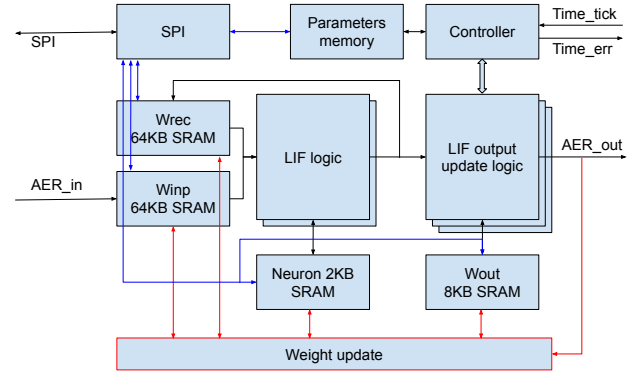 SPI
SPI
Parameters
memory
Controller
Time_tick
Time_err
Wrec
64KB SRAM
LIF logic
LIF output
update logic
AER_out
AER_in
Winp
64KB SRAM
Neuron 2KB
SRAM
Wout
8KB SRAM
Weight update